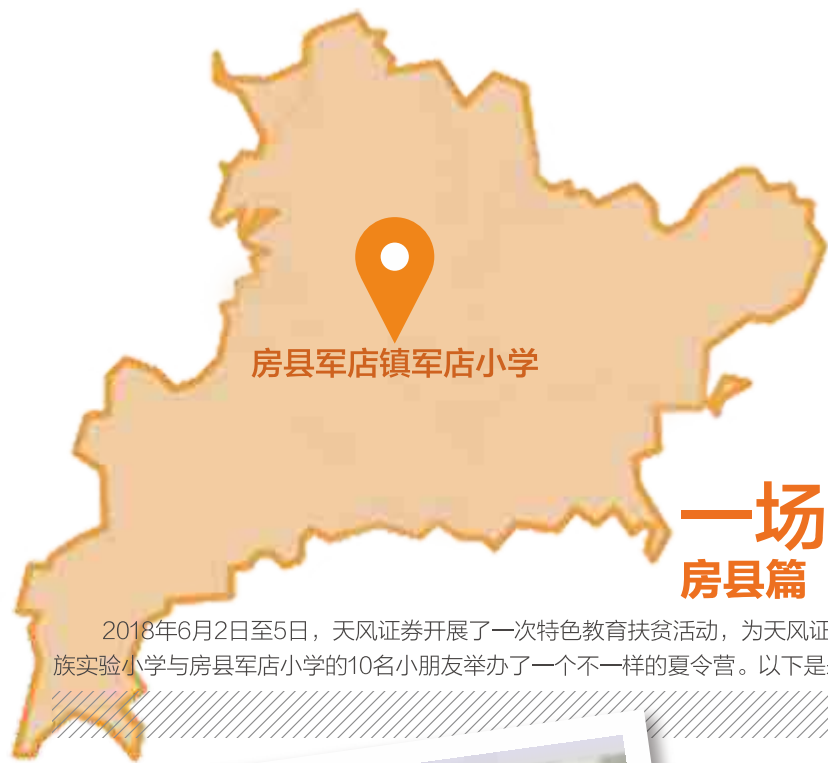 房县军店镇军店小学
一场
房县篇
2018年6月2日至5日，天风证券开展了一次特色教育扶贫活动，为天风证
族实验小学与房县军店小学的10名小朋友举办了一个不一样的夏令营。以下是